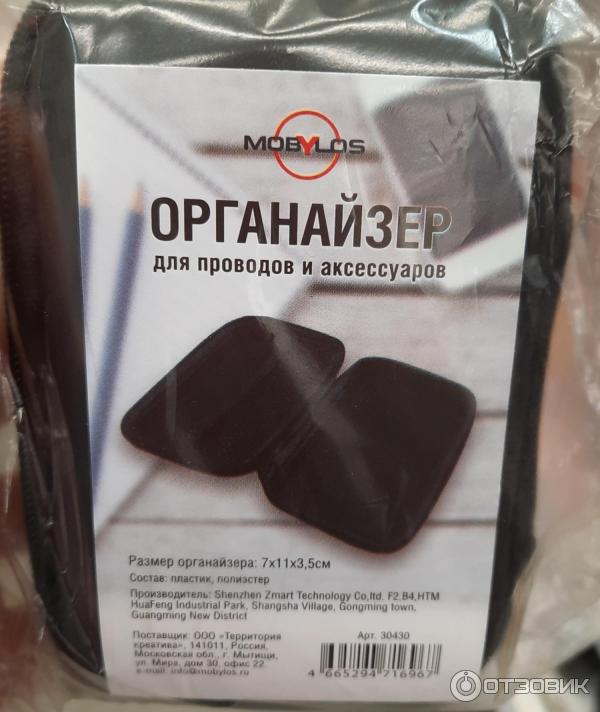 MOBYLOS
ОРГАНАЙЗЕР
для проводов и аксессуаров
Размер органайзера: 7х11х3,5см
Состав: пластик, полиэстер
Производитель: Shenzhen Zmart Technology Co,ltd. F2,B4,HTM
HuaFeng Industrial Park, Shangsha Village, Gongming town,
Guangming New District
Поставщик: ООО «Территория
креатива», 141011, Россия,
Московская обл., г. Мытищи,
ул. Мира, дом 30, офис 22.
e-mail: info@mobylos.ru
Арт. 30430
4 665294 716967
ОТЗОВИК